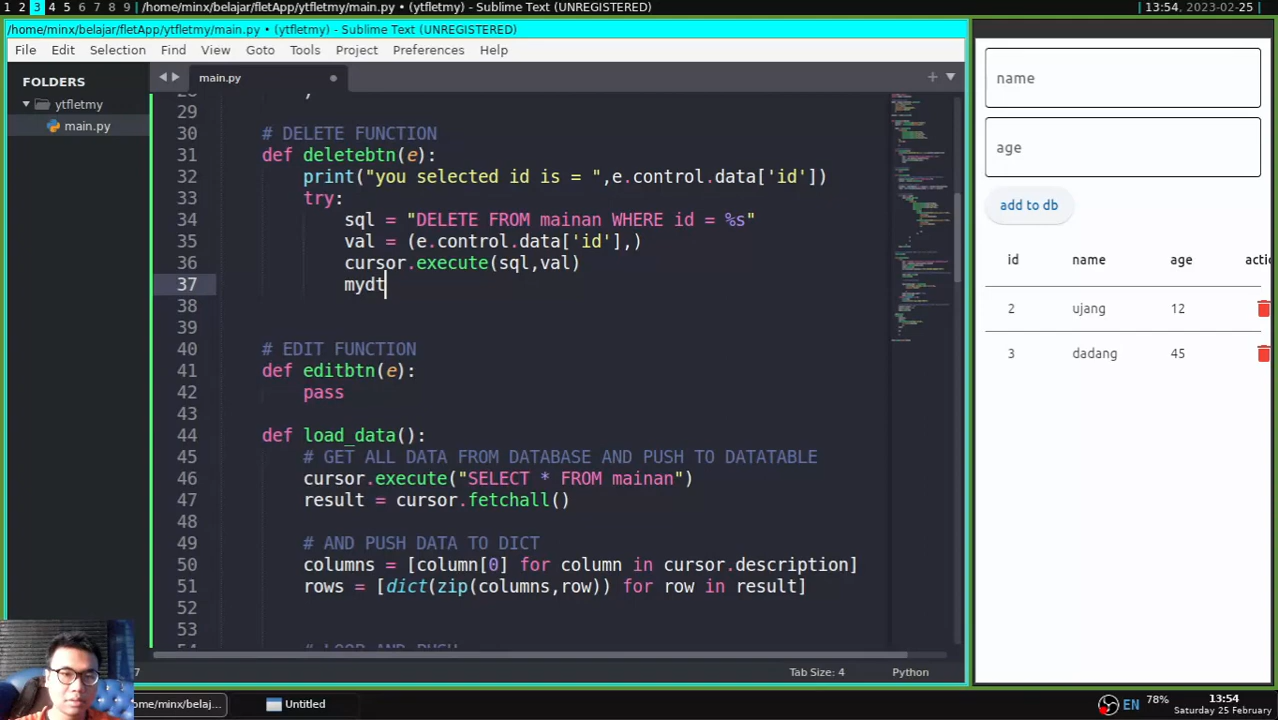 1 2 3 4 5 6 7 8 9 | /home/minx/belajar/fletApp/ytfletmy/main.py • (ytfletmy) - Sublime Text (UNREGISTERED)
13:54, 2023-02-25
/home/minx/belajar/fletApp/ytfletmy/main.py • (ytfletmy) - Sublime Text (UNREGISTERED)
File Edit Selection Find View Goto Tools Project Preferences Help
FOLDERS
ytfletmy
main.py
main.py
28 )
29
30 # DELETE FUNCTION
31 def deletebtn(e):
32 print("you selected id is = ",e.control.data['id'])
33 try:
34 sql = "DELETE FROM mainan WHERE id = %s"
35 val = (e.control.data['id'],)
36 cursor.execute(sql,val)
37 mydt
38
39
40 # EDIT FUNCTION
41 def editbtn(e):
42 pass
43
44 def load_data():
45 # GET ALL DATA FROM DATABASE AND PUSH TO DATATABLE
46 cursor.execute("SELECT * FROM mainan")
47 result = cursor.fetchall()
48
49 # AND PUSH DATA TO DICT
50 columns = [column[0] for column in cursor.description]
51 rows = [dict(zip(columns,row)) for row in result]
52
53
54 # LOOP AND PUSH
name
age
add to db
id name age actio
2 ujang 12
3 dadang 45
7
Tab Size: 4
Python
home/minx/belaj...
Untitled
EN 78%
13:54
Saturday 25 February